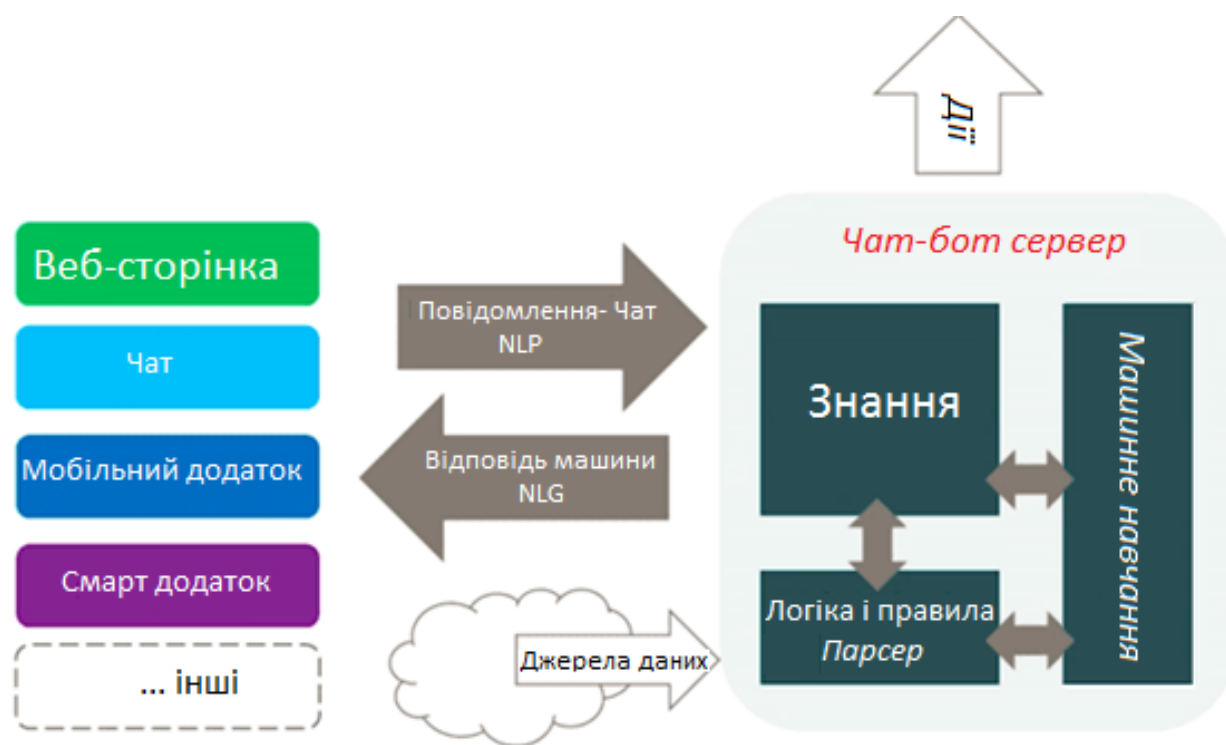 Дії
Веб-сторінка
Чат
Мобільний додаток
Смарт додаток
... інші
Повідомлення- Чат
NLP
Відповідь машини
NLG
Джерела даних
Чат-бот сервер
Знання
Логіка і правила
Парсер
Машинне навчання